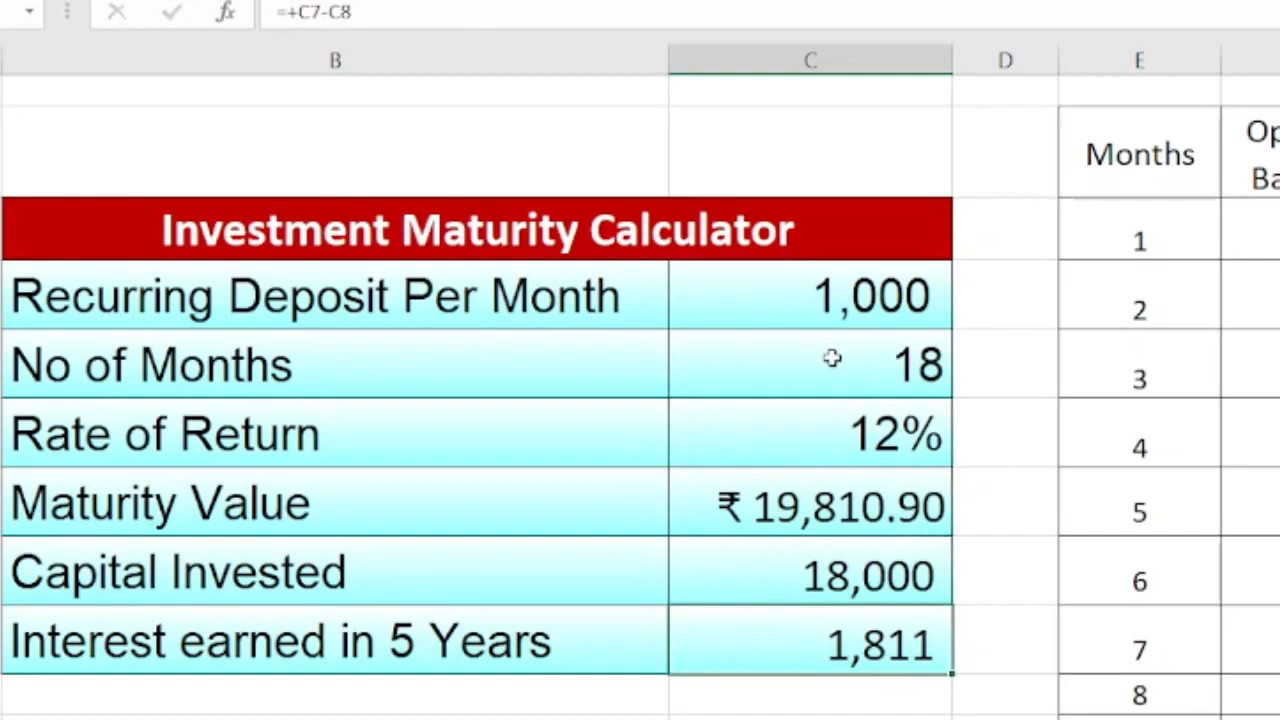 fx =+C7-C8
B C D E
Months
Investment Maturity Calculator
Recurring Deposit Per Month 1,000
No of Months 18
Rate of Return 12%
Maturity Value ₹ 19,810.90
Capital Invested 18,000
Interest earned in 5 Years 1,811
1
2
3
4
5
6
7
8